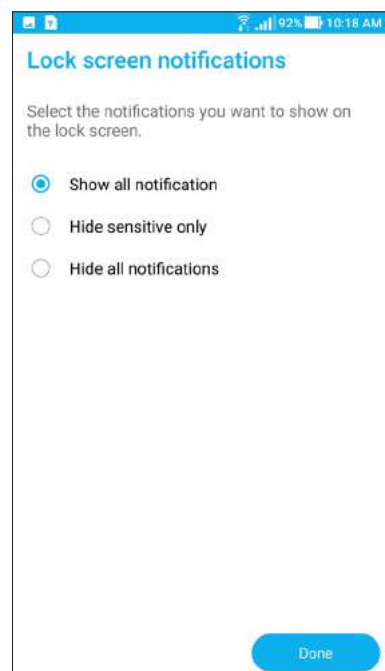 92% 10:18 AM
Lock screen notifications
Select the notifications you want to show on
the lock screen.
Show all notification
Hide sensitive only
Hide all notifications
Done